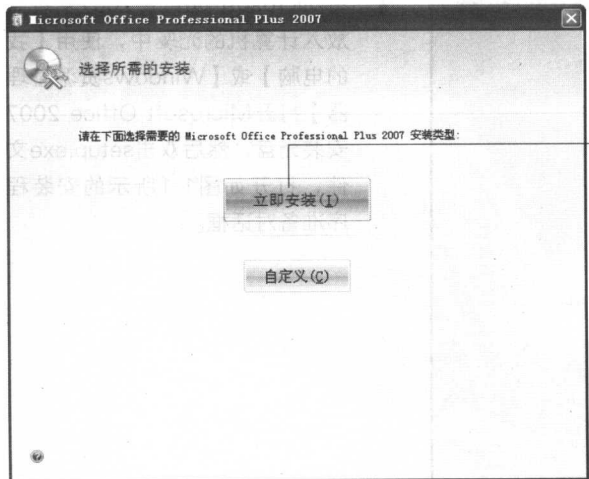 Microsoft Office Professional Plus 2007
选择所需的安装
请在下面选择需要的 Microsoft Office Professional Plus 2007 安装类型:
立即安装(I)
自定义(C)